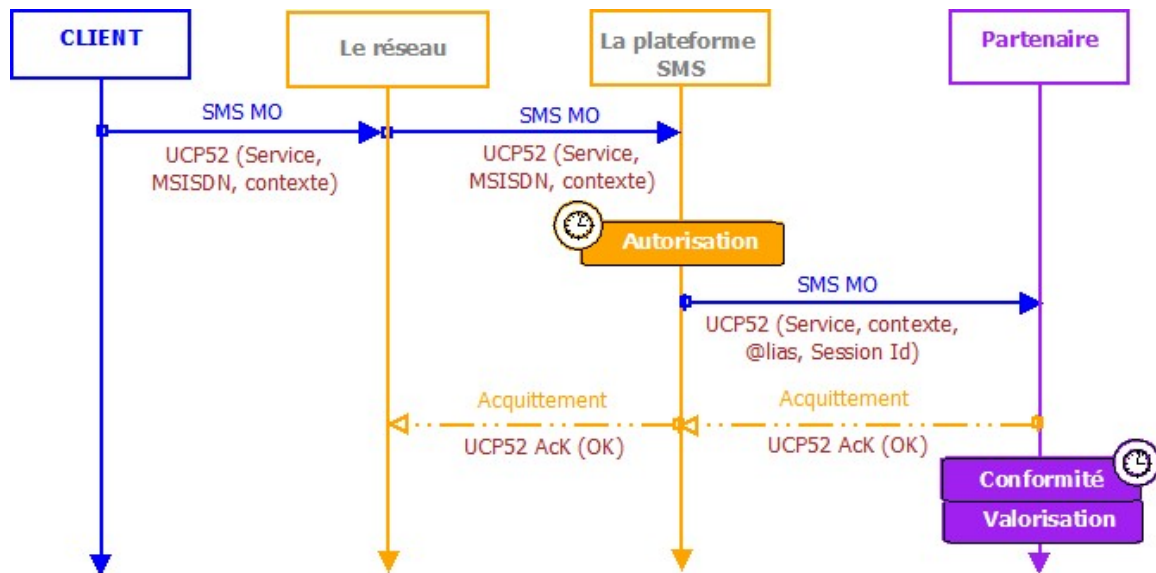 CLIENT
Le réseau
La plateforme
SMS
Partenaire
SMS MO
SMS MO
UCP52 (Service,
MSISDN, contexte)
UCP52 (Service,
MSISDN, contexte)
Autorisation
SMS MO
UCP52 (Service, contexte,
@lias, Session Id)
Acquittement
Acquittement
UCP52 AcK (OK)
UCP52 AcK (OK)
Conformité
Valorisation